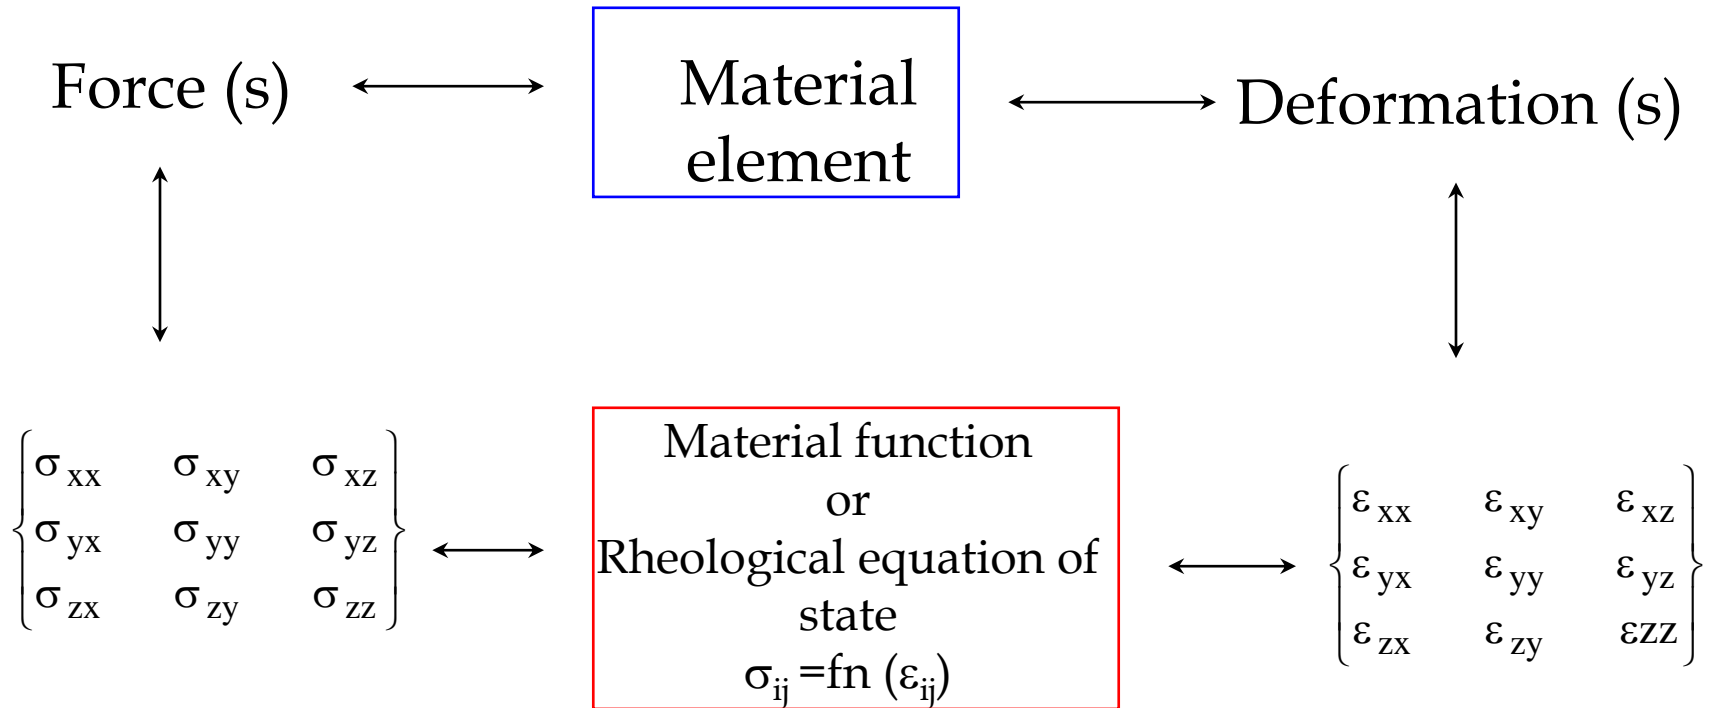 Force (s)
Material
element
Deformation (s)
σ xx σ xy σ xz
σ yx σ yy σ yz
σ zx σ zy σ zz
Material function
or
Rheological equation of
state
σij =fn (εij)
ε xx ε xy ε xz
ε yx ε yy ε yz
ε zx ε zy εzz